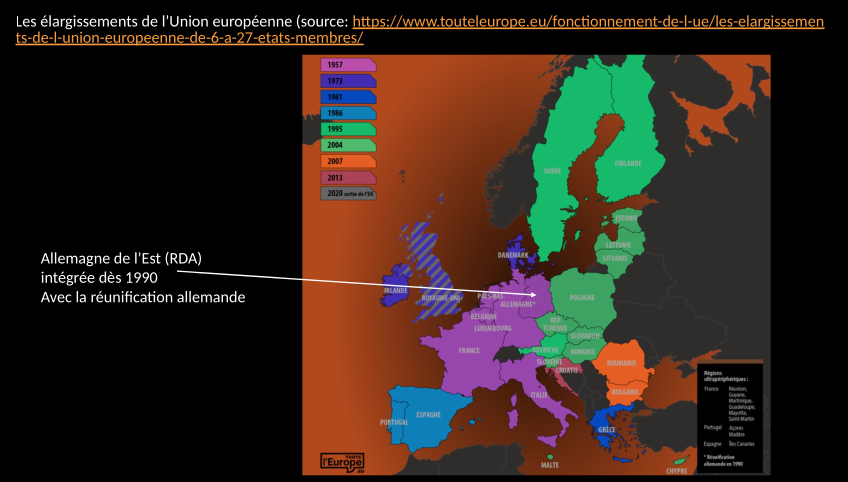 Les élargissements de l’Union européenne (source: https://www.touteleurope.eu/fonctionnement-de-l-ue/les-elargissemen
ts-de-l-union-europeenne-de-6-a-27-etats-membres/
1957
1973
1981
1986
1995
2004
2007
2013
2020 sortie de l'UE
SUÈDE
FINLANDE
ESTONIE
LETTONIE
LITUANIE
DANEMARK
Allemagne de l’Est (RDA)
intégrée dès 1990
Avec la réunification allemande
IRLANDE
ROYAUME-UNI
PAYS-BAS
ALLEMAGNE*
POLOGNE
BELGIQUE
LUXEMBOURG
RÉP.
TCHÈQUE
SLOVAQUIE
FRANCE
AUTRICHE
HONGRIE
SLOVÉNIE
CROATIE
ROUMANIE
ITALIE
BULGARIE
PORTUGAL
ESPAGNE
GRÈCE
MALTE
CHYPRE
Régions
ultrapériphériques :
France Réunion,
Guyane,
Martinique,
Guadeloupe,
Mayotte,
Saint-Martin
Portugal Açores
Madère
Espagne Îles Canaries
* Réunification
allemande en 1990
TOUTE
l'Europe
.EU